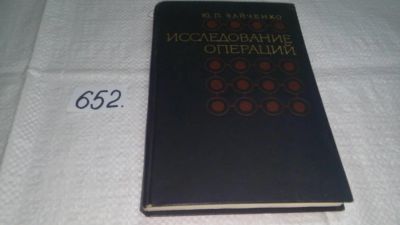 Ю. П. ЗАЙЧЕНКО
ИССЛЕДОВАНИЕ
ОПЕРАЦИЙ
652.